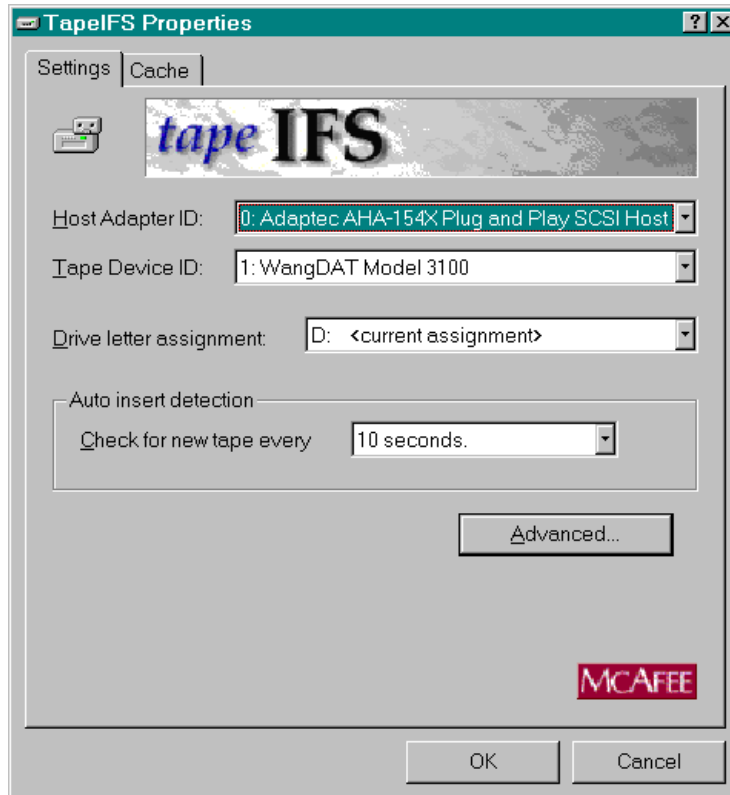 TapeIFS Properties
Settings
Cache
tape IFS
Host Adapter ID:
0: Adaptec AHA-154X Plug and Play SCSI Host
Tape Device ID:
1: WangDAT Model 3100
Drive letter assignment:
D: <current assignment>
Auto insert detection
Check for new tape every
10 seconds.
Advanced...
MCAFEE
OK
Cancel